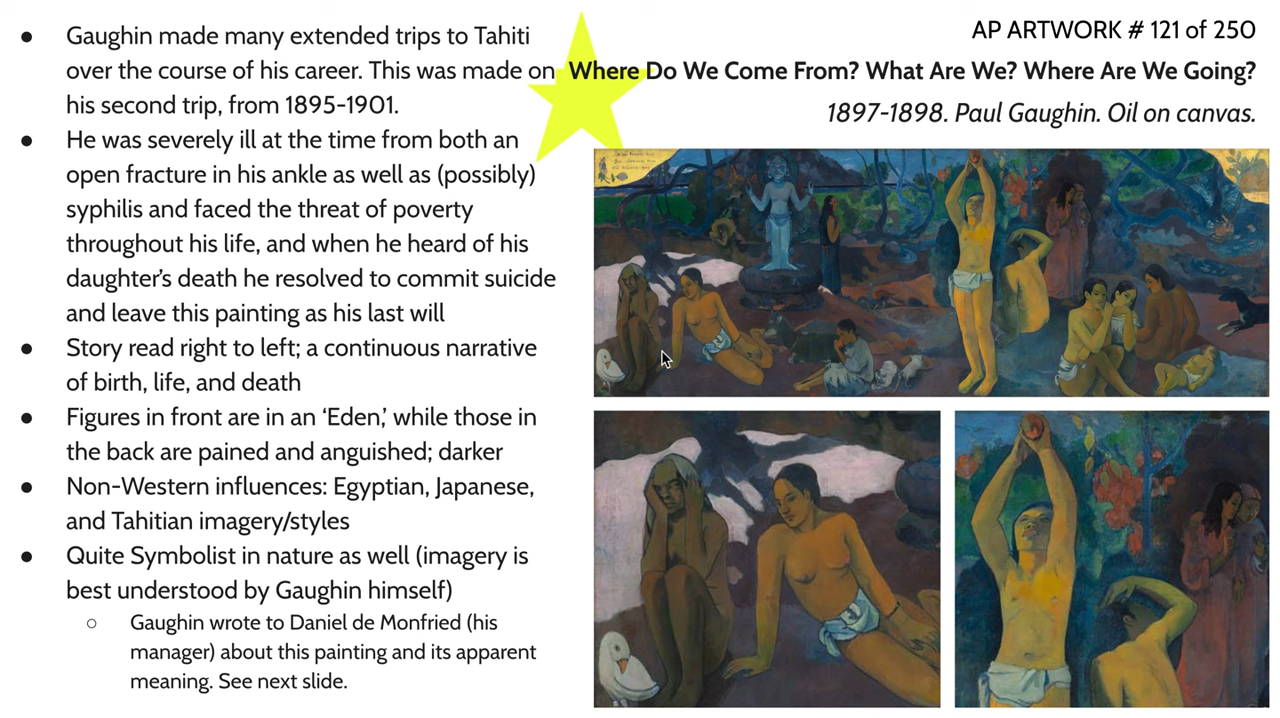 ● Gaughin made many extended trips to Tahiti
over the course of his career. This was made on
his second trip, from 1895-1901.
● He was severely ill at the time from both an
open fracture in his ankle as well as (possibly)
syphilis and faced the threat of poverty
throughout his life, and when he heard of his
daughter's death he resolved to commit suicide
and leave this painting as his last will
● Story read right to left; a continuous narrative
of birth, life, and death
● Figures in front are in an ‘Eden,’ while those in
the back are pained and anguished; darker
● Non-Western influences: Egyptian, Japanese,
and Tahitian imagery/styles
● Quite Symbolist in nature as well (imagery is
best understood by Gaughin himself)
○ Gaughin wrote to Daniel de Monfried (his
manager) about this painting and its apparent
meaning. See next slide.
AP ARTWORK # 121 of 250
Where Do We Come From? What Are We? Where Are We Going?
1897-1898. Paul Gaughin. Oil on canvas.